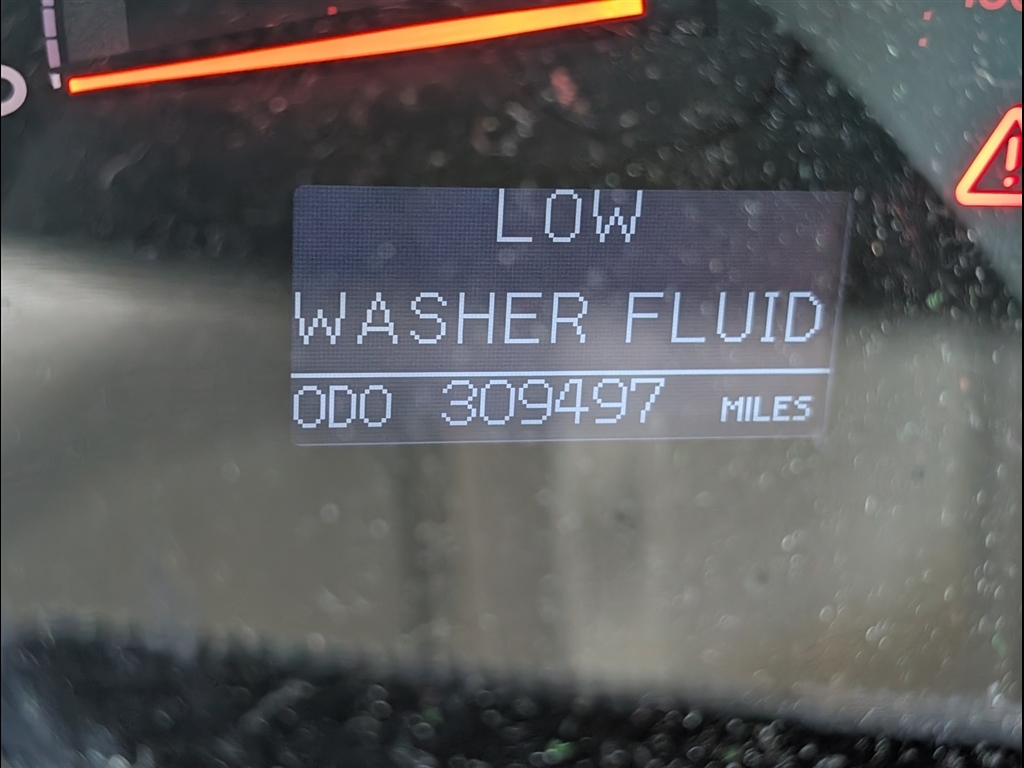 LOW
WASHER FLUID
ODO 309497 MILES